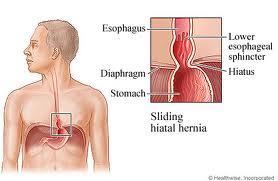 Esophagus
Lower
esophageal
sphincter
Diaphragm
Hiatus
Stomach
Sliding
hiatal hernia
© Healthwise, Incorporated